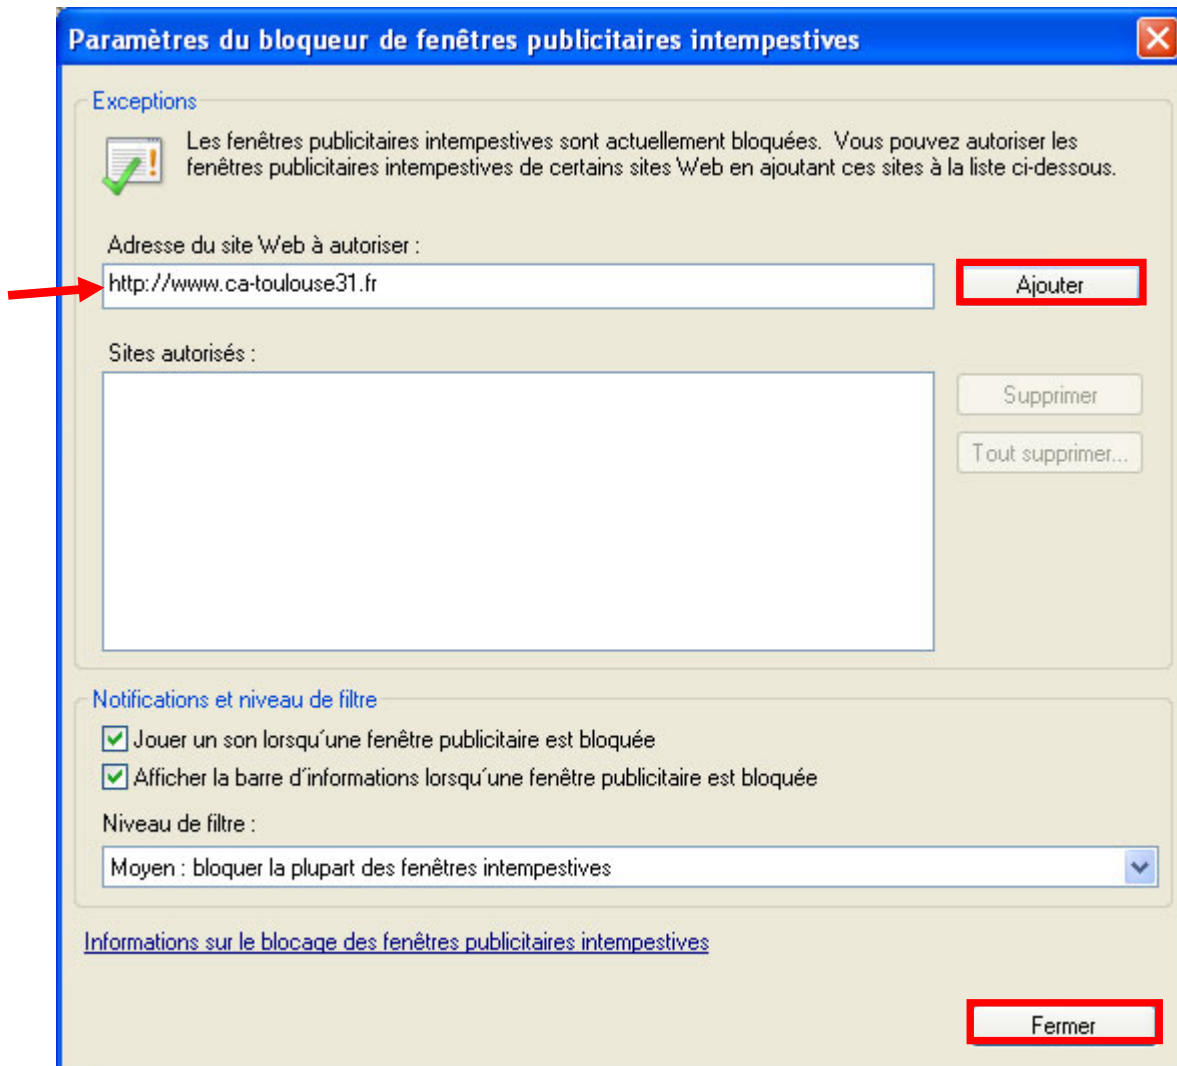 Paramètres du bloqueur de fenêtres publicitaires intempestives
Exceptions
Les fenêtres publicitaires intempestives sont actuellement bloquées. Vous pouvez autoriser les
fenêtres publicitaires intempestives de certains sites Web en ajoutant ces sites à la liste ci-dessous.
Adresse du site Web à autoriser :
http://www.ca-toulouse31.fr
Ajouter
Sites autorisés :
Supprimer
Tout supprimer...
Notifications et niveau de filtre
Jouer un son lorsqu´une fenêtre publicitaire est bloquée
Afficher la barre d´informations lorsqu´une fenêtre publicitaire est bloquée
Niveau de filtre :
Moyen : bloquer la plupart des fenêtres intempestives
Informations sur le blocage des fenêtres publicitaires intempestives
Fermer